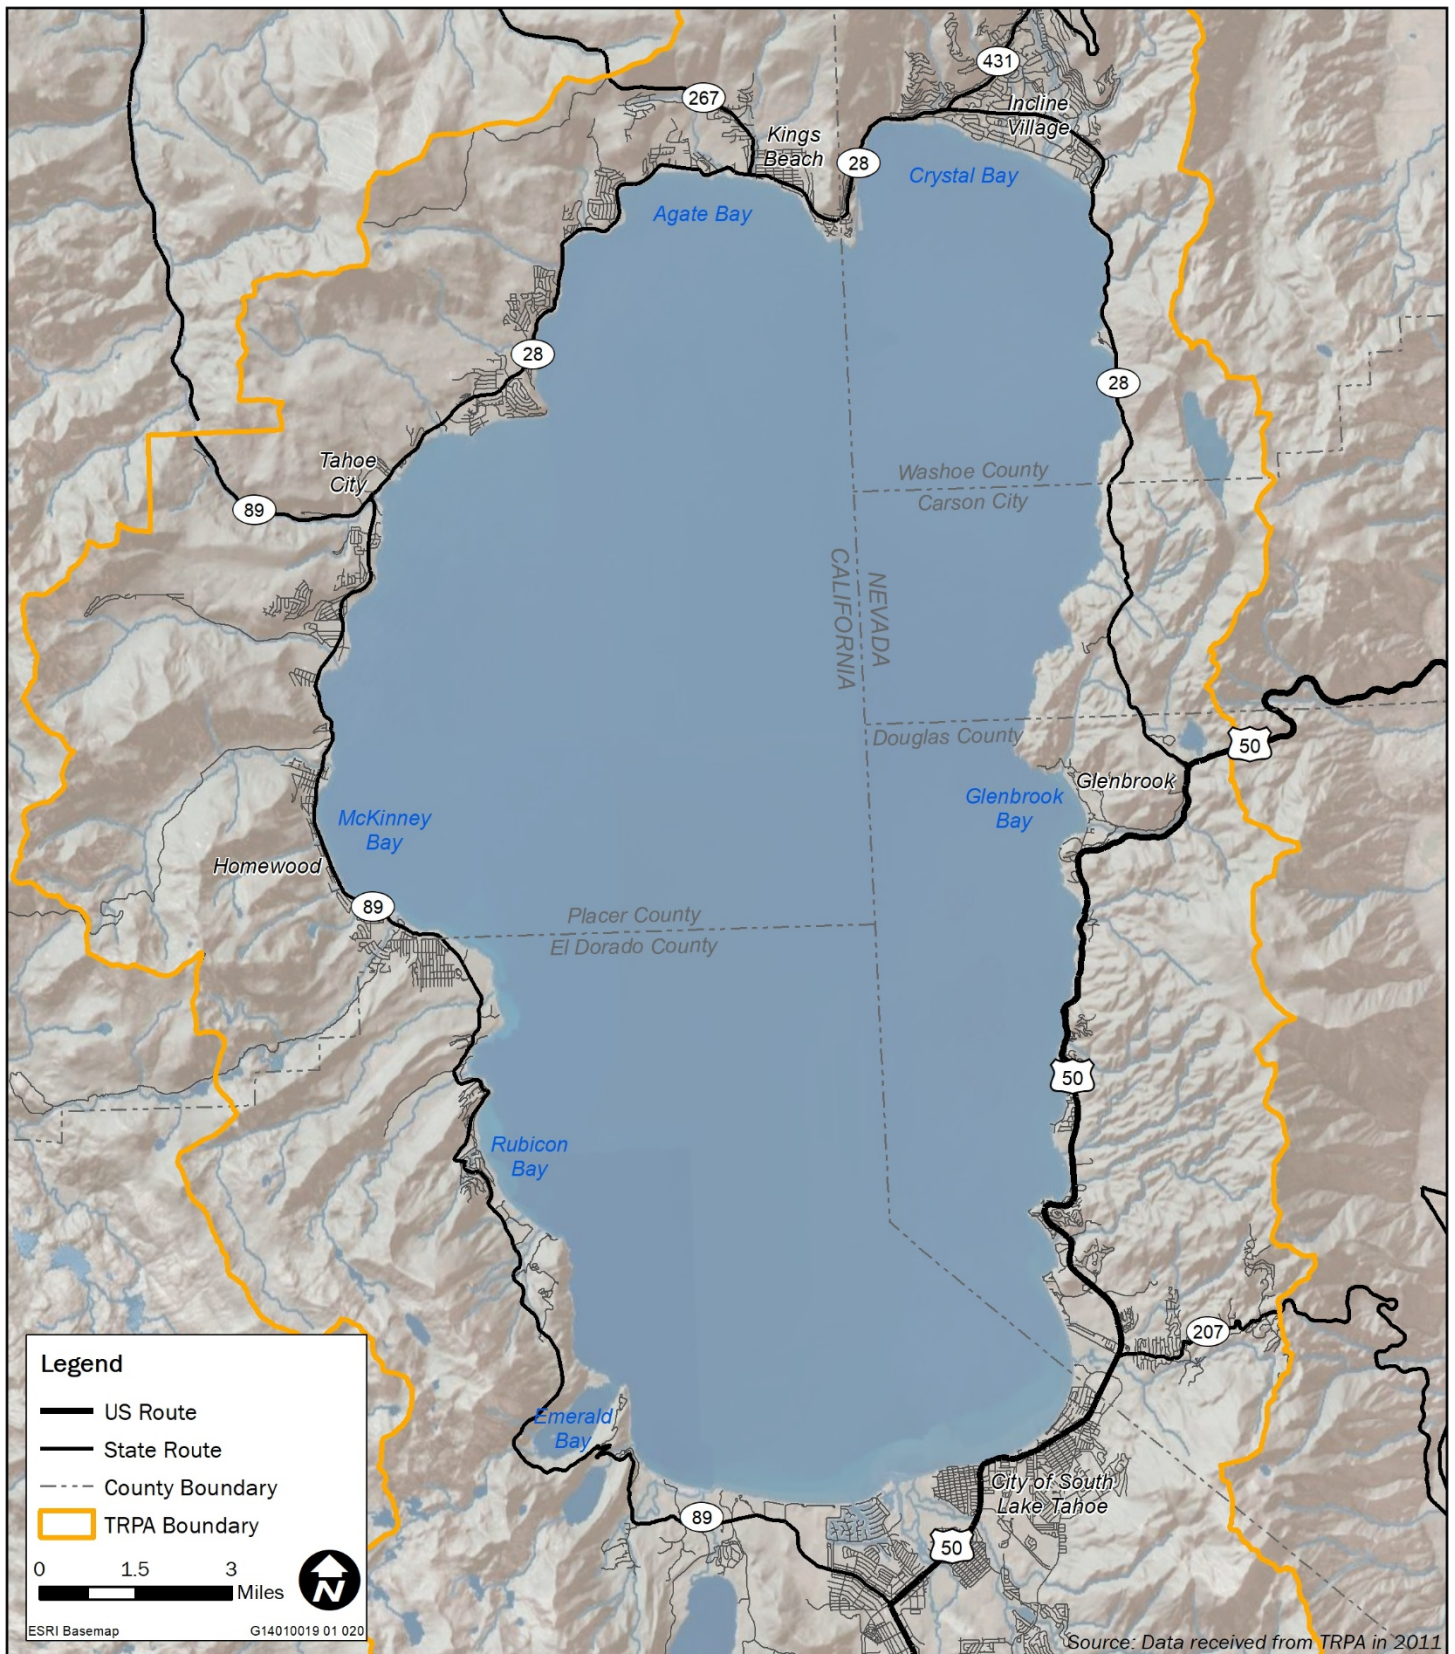 431
267
Incline
Village
Kings
Beach
28
Crystal Bay
Agate Bay
28
28
Tahoe
City
Washoe County
Carson City
89
CALIFORNIA
NEVADA
Douglas County
50
Glenbrook
Glenbrook
Bay
McKinney
Bay
Homewood
89
Placer County
El Dorado County
50
Rubicon
Bay
207
Emerald
Bay
City of South
Lake Tahoe
89
50
Legend
US Route
State Route
County Boundary
TRPA Boundary
0 1.5 3
Miles
N
ESRI Basemap G14010019 01 020
Source: Data received from TRPA in 2011